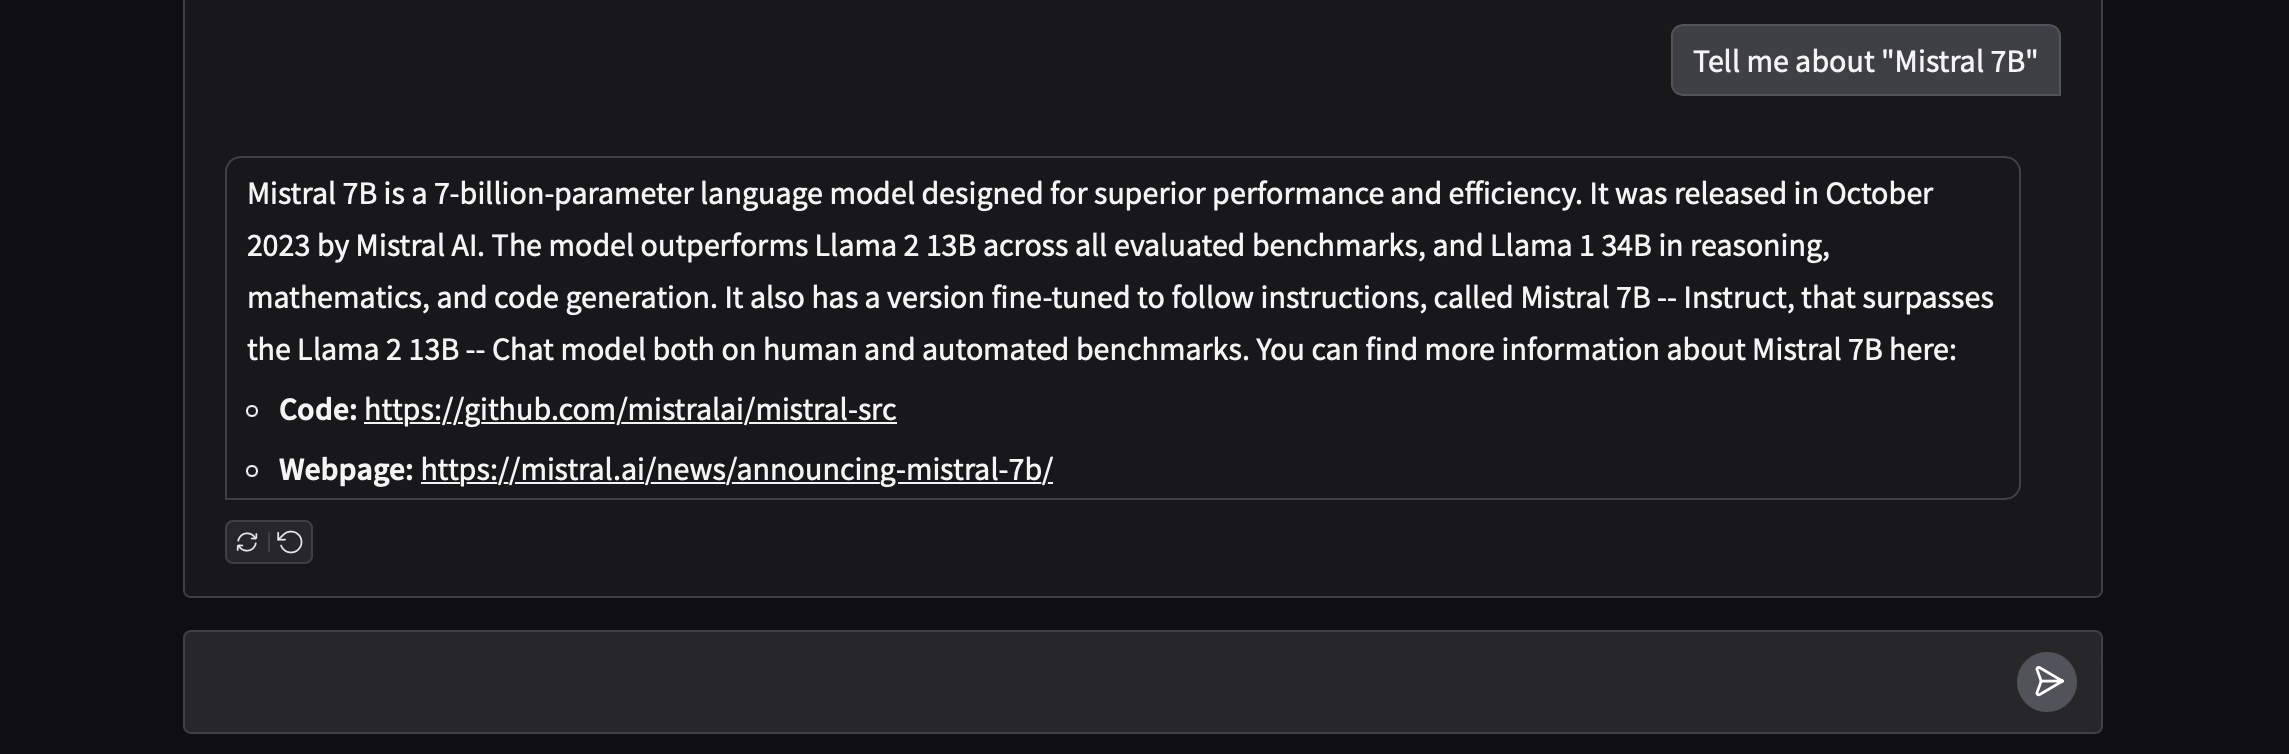 Tell me about "Mistral 7B"
Mistral 7B is a 7-billion-parameter language model designed for superior performance and efficiency. It was released in October
2023 by Mistral AI. The model outperforms Llama 2 13B across all evaluated benchmarks, and Llama 1 34B in reasoning,
mathematics, and code generation. It also has a version fine-tuned to follow instructions, called Mistral 7B -- Instruct, that surpasses
the Llama 2 13B -- Chat model both on human and automated benchmarks. You can find more information about Mistral 7B here:
Code: https://github.com/mistralai/mistral-src
Webpage: https://mistral.ai/news/announcing-mistral-7b/